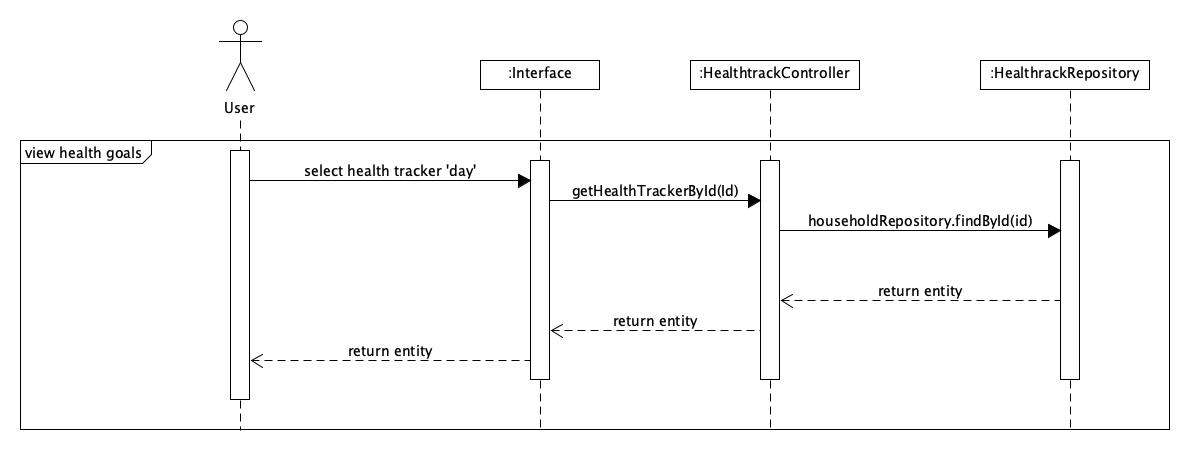 User
:Interface
:HealthtrackController
:HealthrackRepository
view health goals
select health tracker 'day'
getHealthTrackerById(Id)
householdRepository.findById(id)
return entity
return entity
return entity